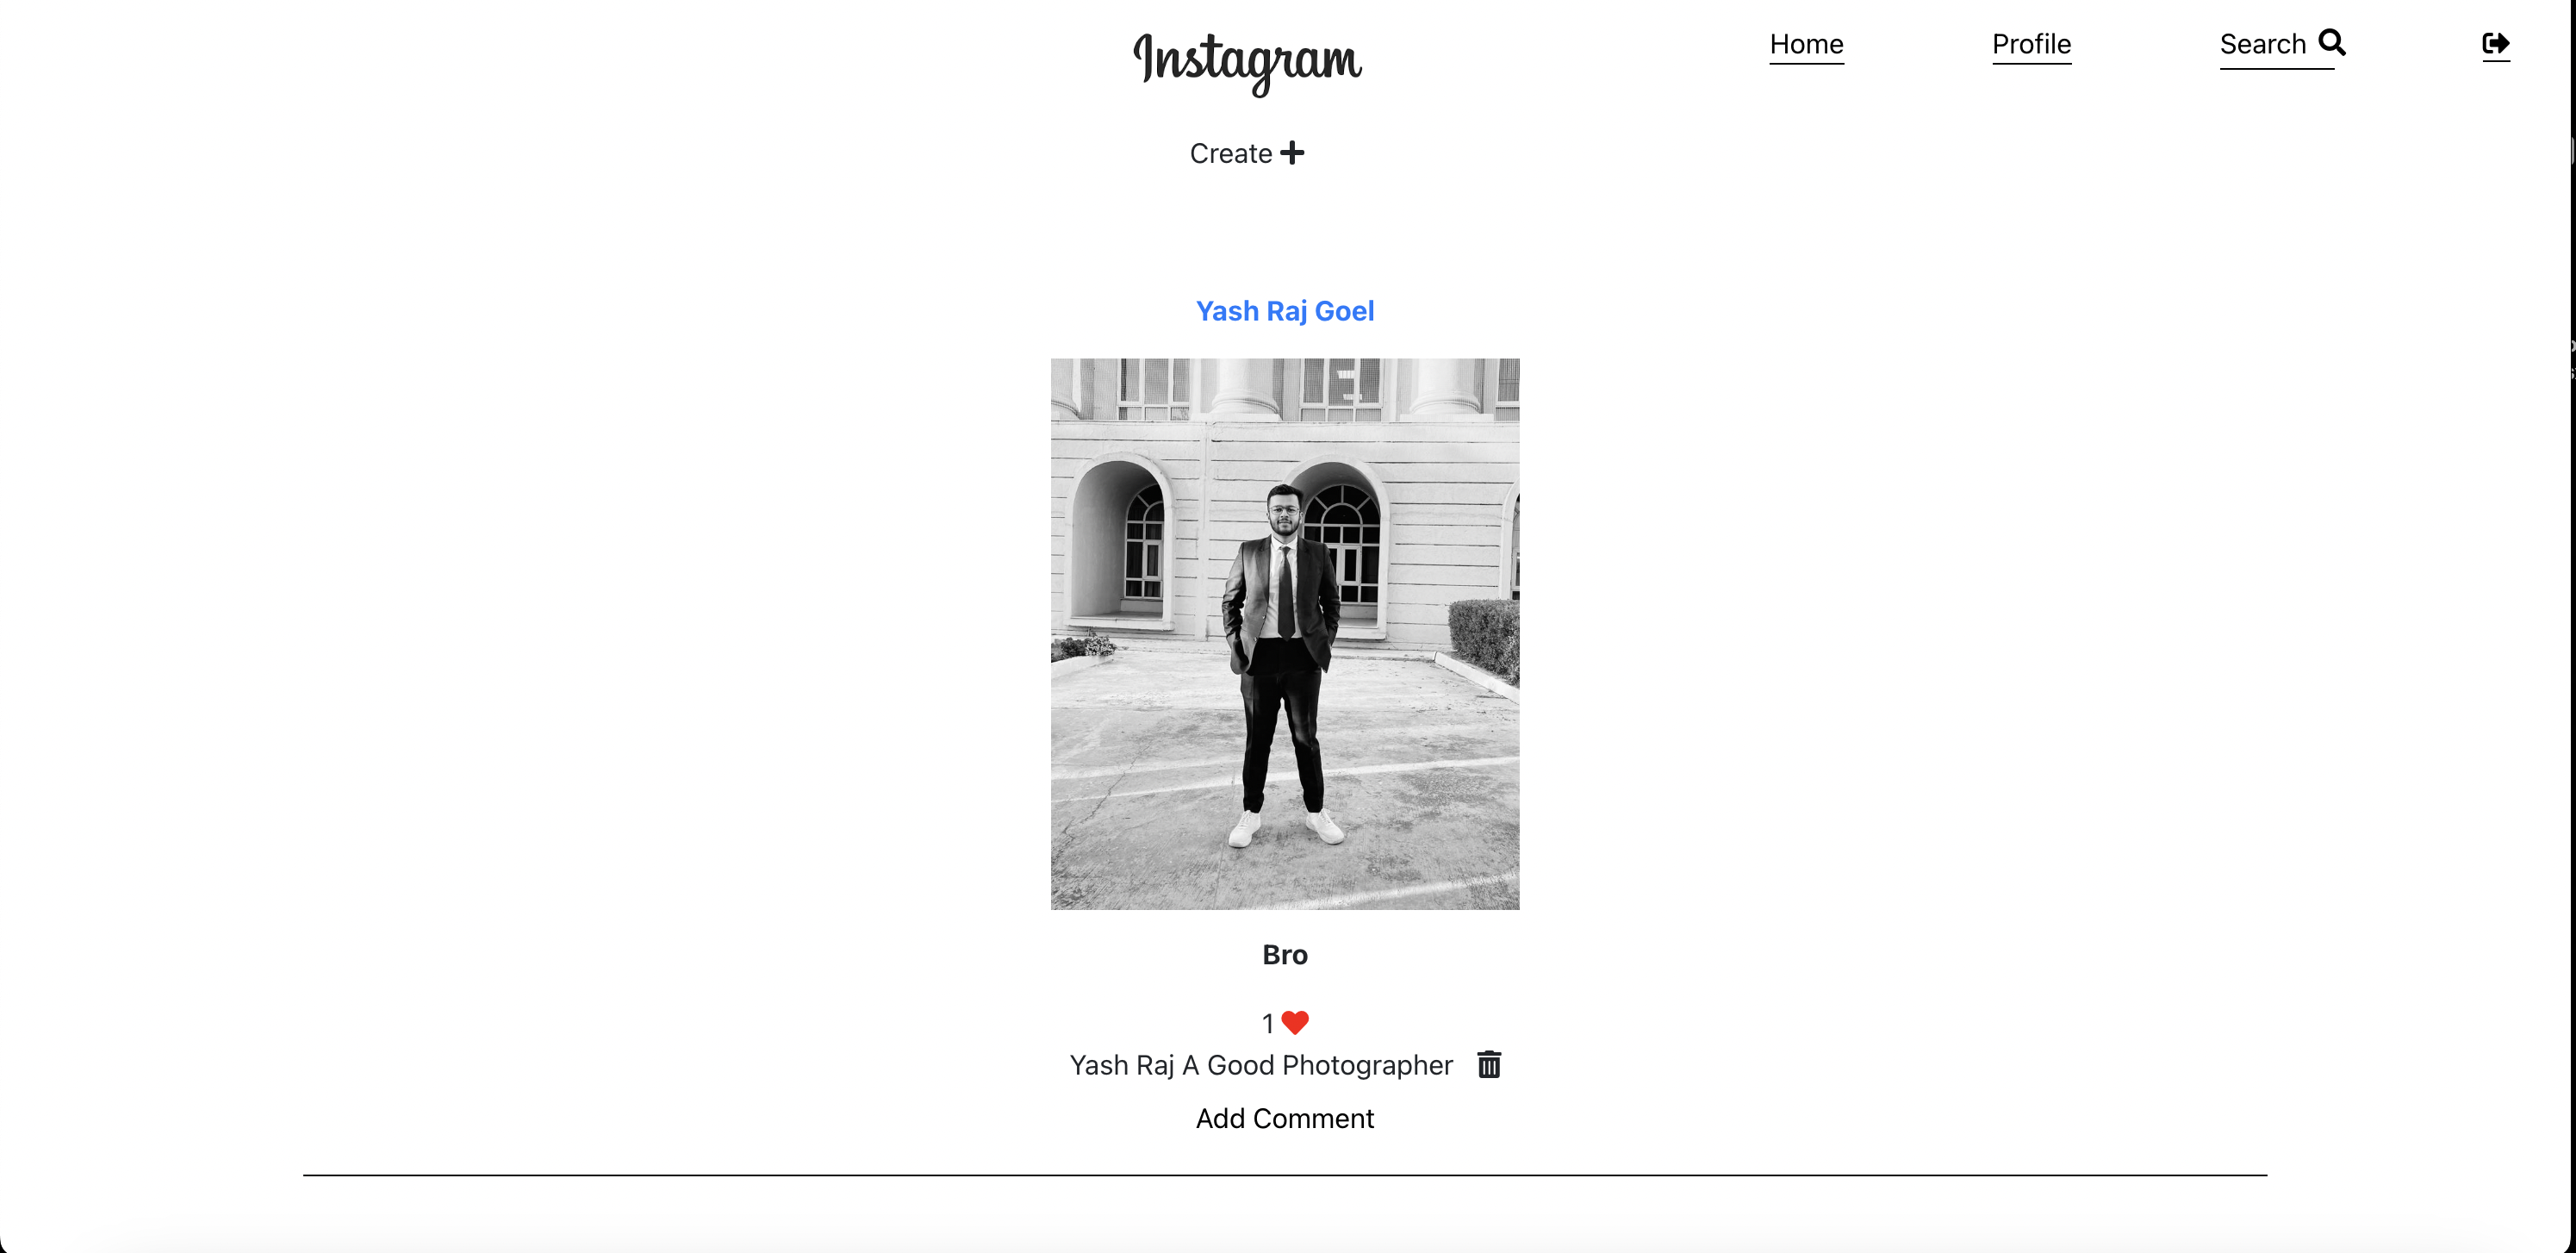 Instagram
Home
Profile
Search
Create
Yash Raj Goel
Bro
1
Yash Raj A Good Photographer
Add Comment